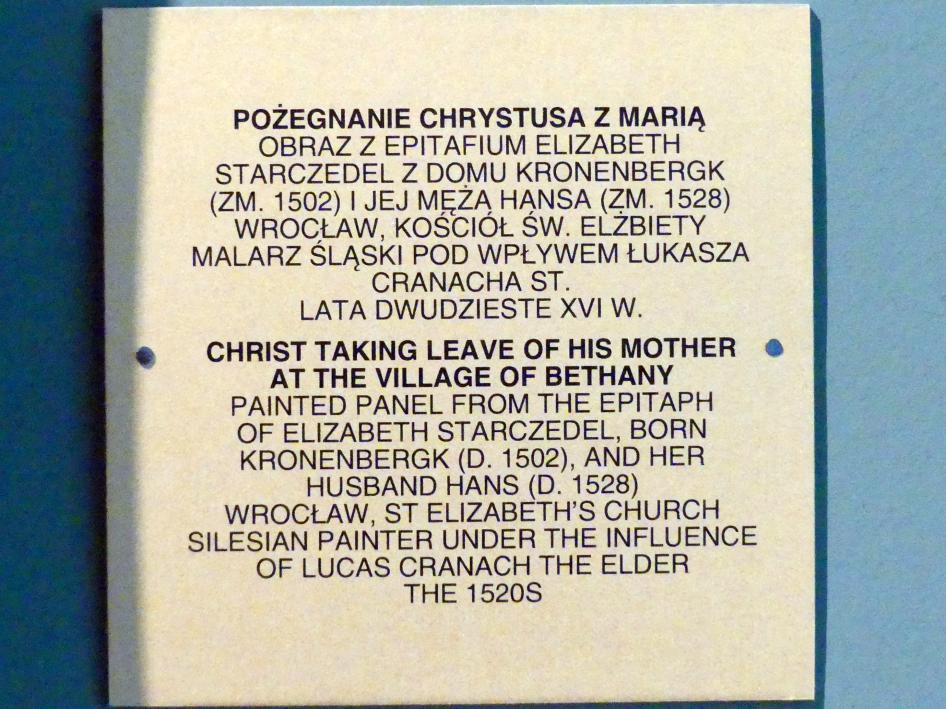 POŻEGNANIE CHRYSTUSA Z MARIĄ
OBRAZ Z EPITAFIUM ELIZABETH
STARCZEDEL Z DOMU KRONENBERGK
(ZM. 1502) I JEJ MĘŻA HANSA (ZM. 1528)
WROCŁAW, KOŚCIÓŁ ŚW. ELŻBIETY
MALARZ ŚLĄSKI POD WPŁYWEM ŁUKASZA
CRANACHA ST.
LATA DWUDZIESTE XVI W.
CHRIST TAKING LEAVE OF HIS MOTHER
AT THE VILLAGE OF BETHANY
PAINTED PANEL FROM THE EPITAPH
OF ELIZABETH STARCZEDEL, BORN
KRONENBERGK (D. 1502), AND HER
HUSBAND HANS (D. 1528)
WROCŁAW, ST ELIZABETH'S CHURCH
SILESIAN PAINTER UNDER THE INFLUENCE
OF LUCAS CRANACH THE ELDER
THE 1520S